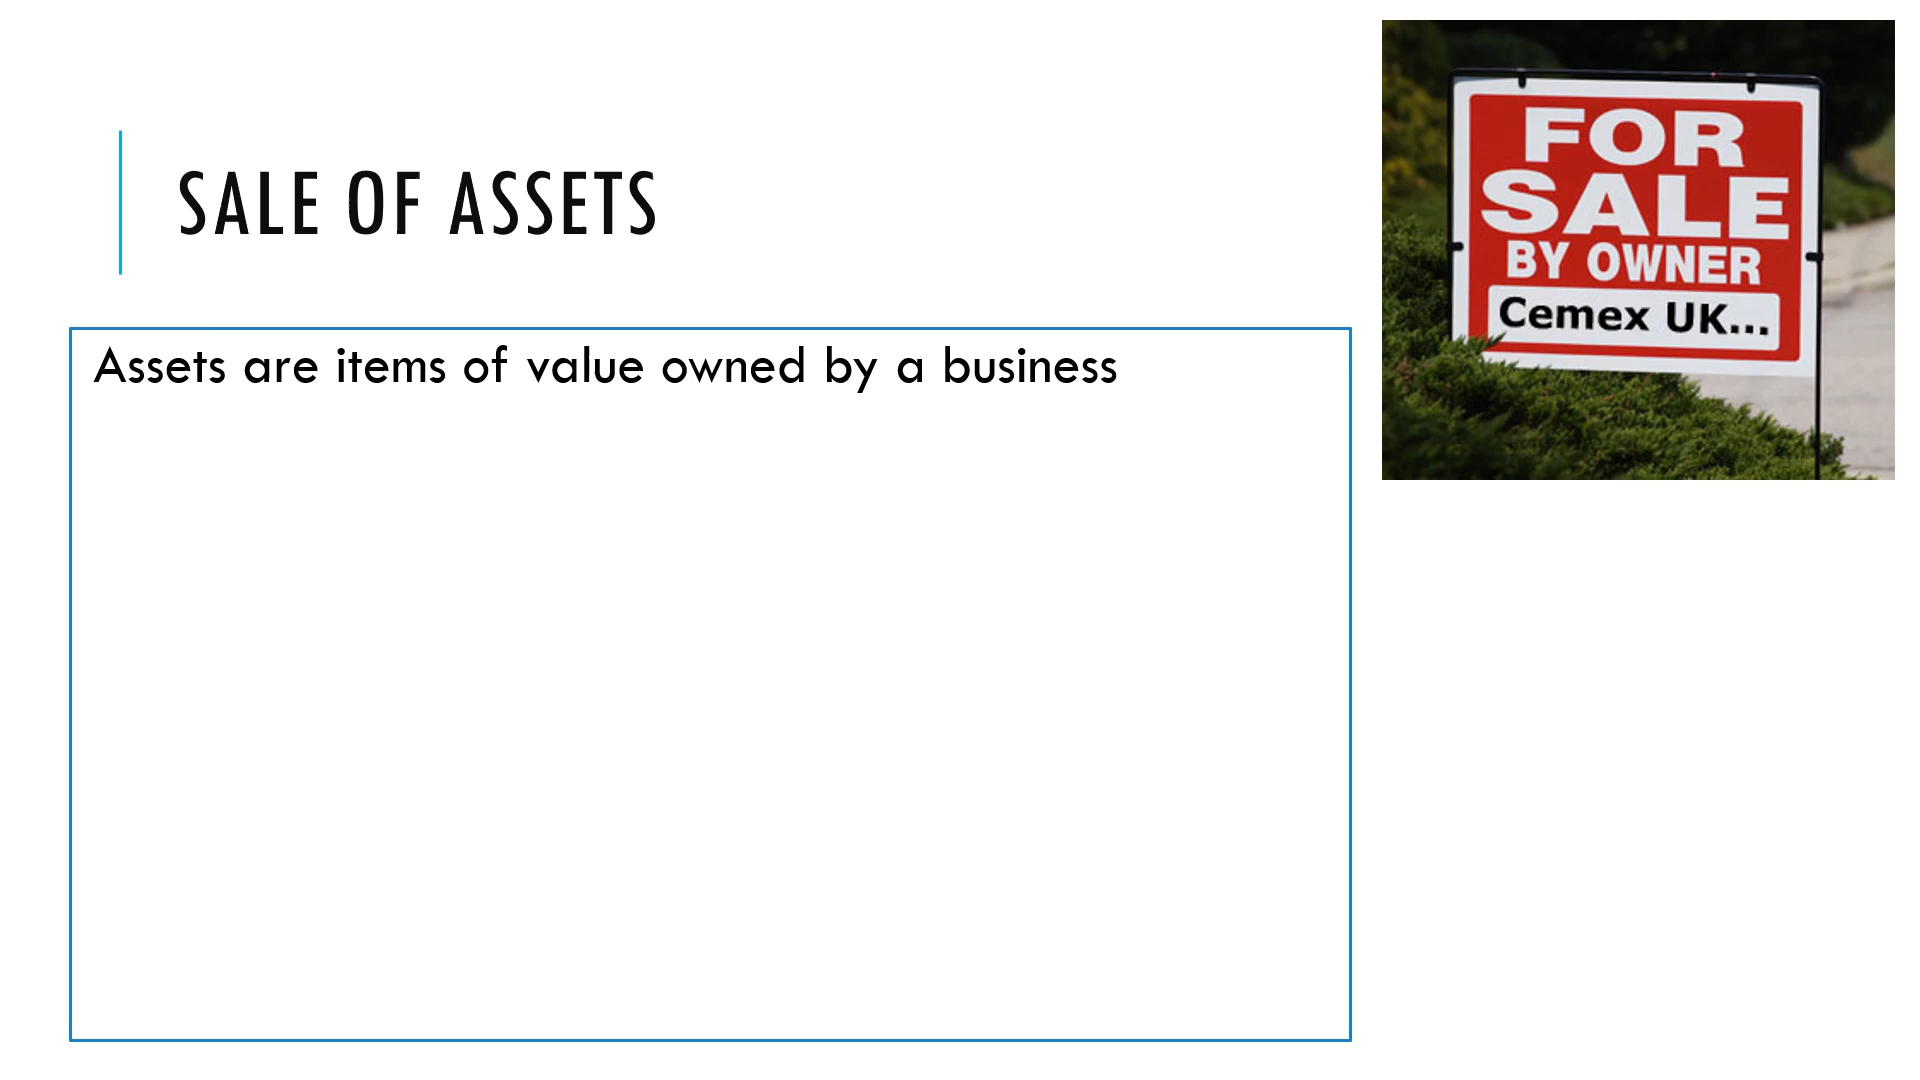 SALE OF ASSETS
Assets are items of value owned by a business
FOR
SALE
BY OWNER
Cemex UK...